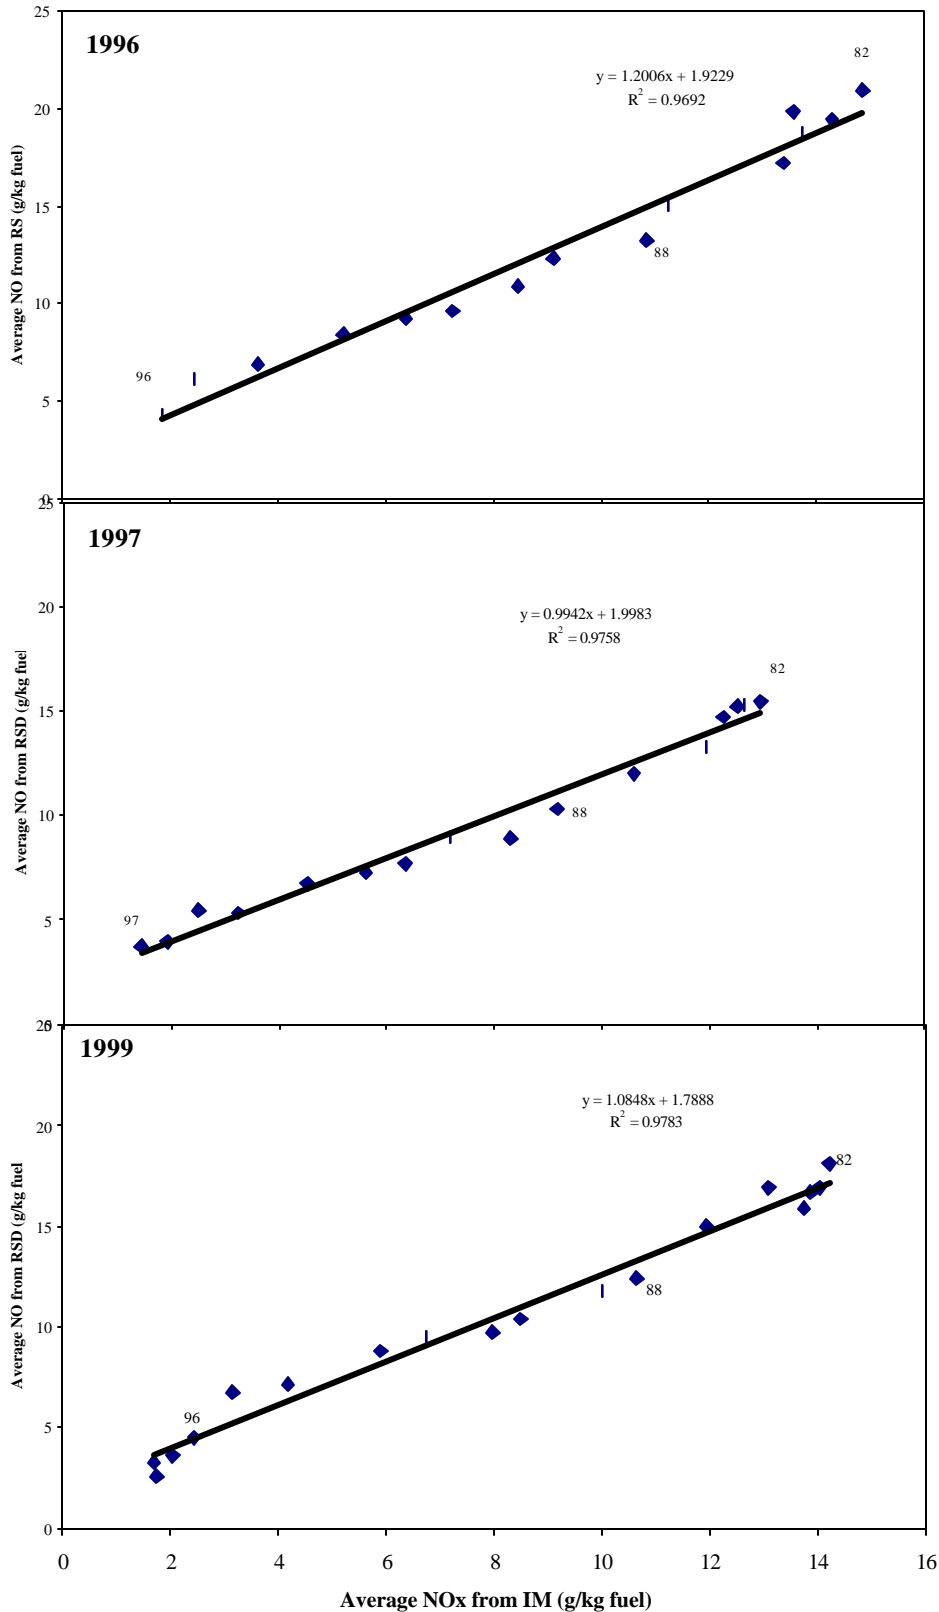 25
1996
82
y = 1.2006x + 1.9229
R2 = 0.9692
20
15
88
10
96
5
0
Average NO from RS (g/kg fuel)
25
1997
20
y = 0.9942x + 1.9983
R2 = 0.9758
82
15
10
88
97
5
Average NO from RSD (g/kg fuel
1999
y = 1.0848x + 1.7888
R2 = 0.9783
20
82
15
88
10
96
5
0
Average NO from RSD (g/kg fuel
0 2 4 6 8 10 12 14 16
Average NOx from IM (g/kg fuel)